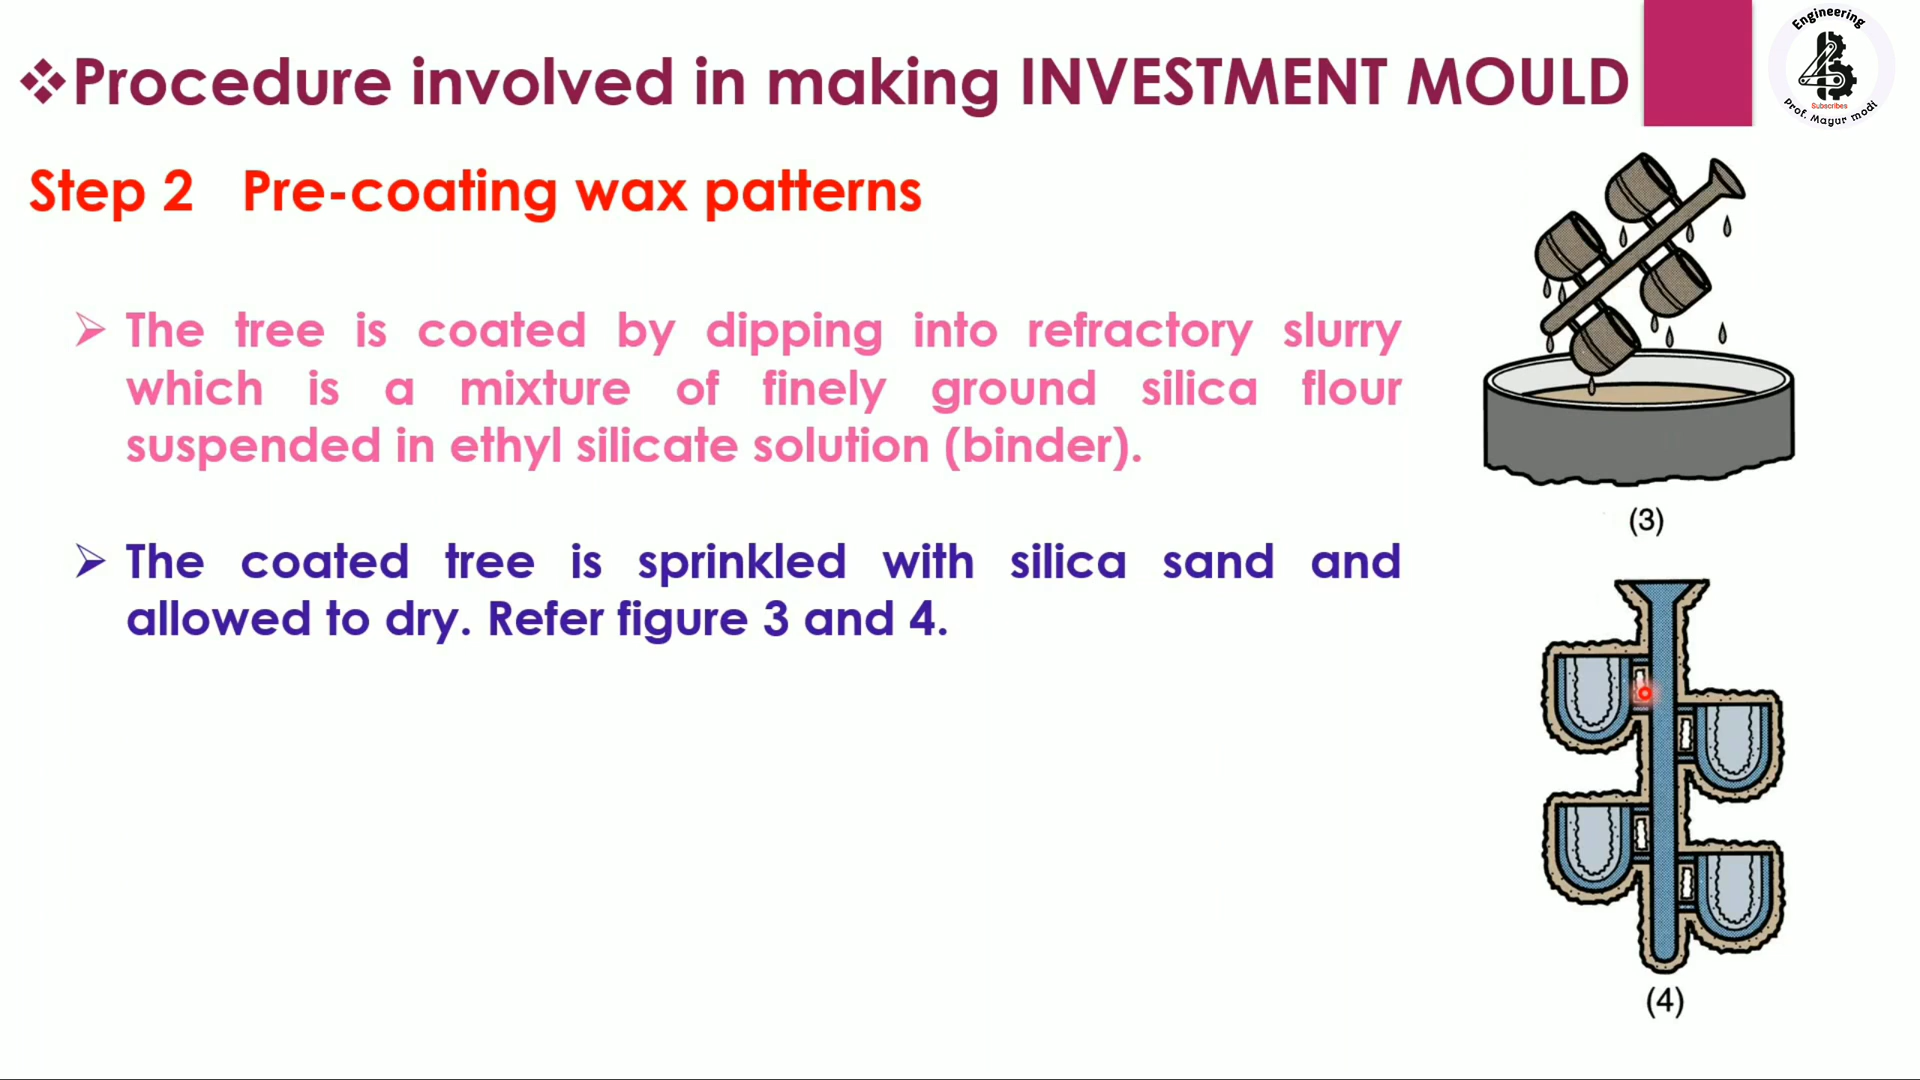 ❖Procedure involved in making INVESTMENT MOULD
Engineering
Subscribes
Prof. Mayur modi
Step 2 Pre-coating wax patterns
➢ The tree is coated by dipping into refractory slurry
which is a mixture of finely ground silica flour
suspended in ethyl silicate solution (binder).
(3)
➢ The coated tree is sprinkled with silica sand and
allowed to dry. Refer figure 3 and 4.
(4)